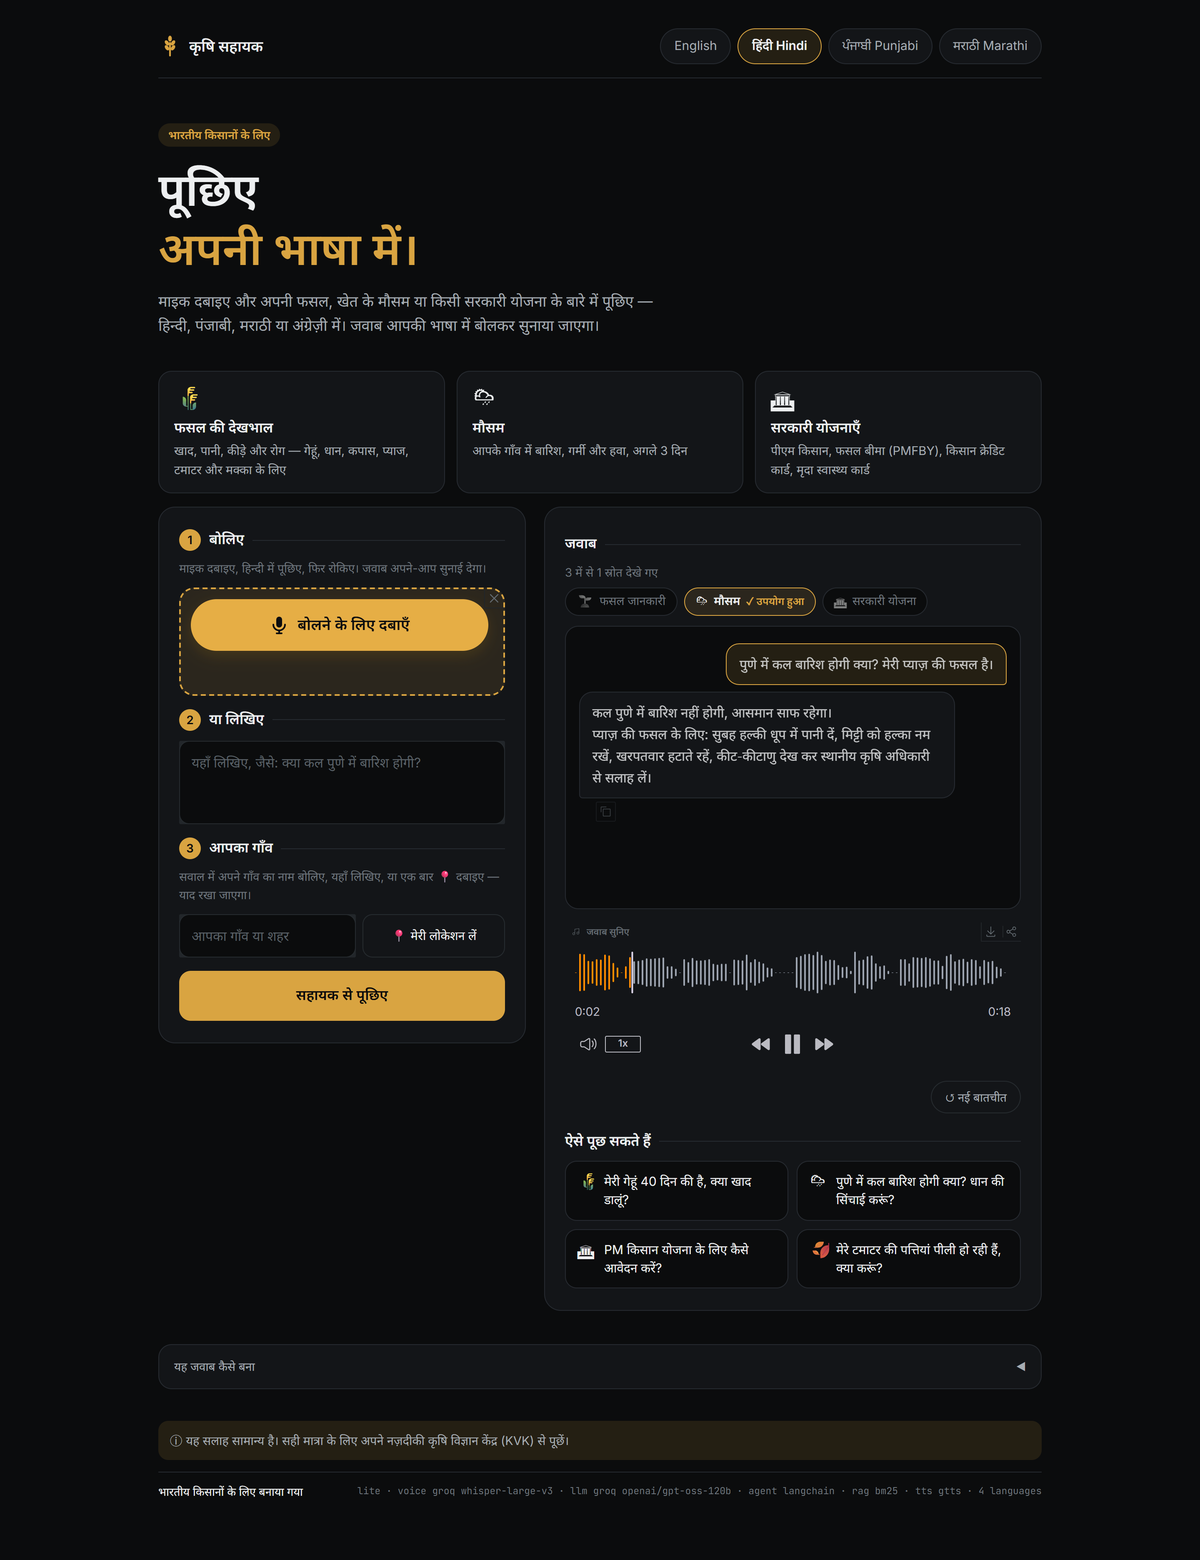 कृषि सहायक
English
हिंदी Hindi
ਪੰਜਾਬੀ Punjabi
मराठी Marathi
भारतीय किसानों के लिए
पूछिए
अपनी भाषा में।
माइक दबाइए और अपनी फसल, खेत के मौसम या किसी सरकारी योजना के बारे में पूछिए —
हिन्दी, पंजाबी, मराठी या अंग्रेज़ी में। जवाब आपकी भाषा में बोलकर सुनाया जाएगा।
फसल की देखभाल
खाद, पानी, कीड़े और रोग — गेहूं, धान, कपास, प्याज,
टमाटर और मक्का के लिए
मौसम
आपके गाँव में बारिश, गर्मी और हवा, अगले 3 दिन
सरकारी योजनाएँ
पीएम किसान, फसल बीमा (PMFBY), किसान क्रेडिट
कार्ड, मृदा स्वास्थ्य कार्ड
1 बोलिए
माइक दबाइए, हिन्दी में पूछिए, फिर रोकिए। जवाब अपने-आप सुनाई देगा।
बोलने के लिए दबाएँ
2 या लिखिए
यहाँ लिखिए, जैसे: क्या कल पुणे में बारिश होगी?
3 आपका गाँव
सवाल में अपने गाँव का नाम बोलिए, यहाँ लिखिए, या एक बार 📍 दबाइए —
याद रखा जाएगा।
आपका गाँव या शहर
📍 मेरी लोकेशन लें
सहायक से पूछिए
जवाब
3 में से 1 स्रोत देखे गए
फसल जानकारी
मौसम ✓ उपयोग हुआ
सरकारी योजना
पुणे में कल बारिश होगी क्या? मेरी प्याज़ की फसल है।
कल पुणे में बारिश नहीं होगी, आसमान साफ रहेगा।
प्याज़ की फसल के लिए: सुबह हल्की धूप में पानी दें, मिट्टी को हल्का नम
रखें, खरपतवार हटाते रहें, कीट-कीटाणु देख कर स्थानीय कृषि अधिकारी
से सलाह लें।
जवाब सुनिए
0:02
0:18
1x
↺ नई बातचीत
ऐसे पूछ सकते हैं
मेरी गेहूं 40 दिन की है, क्या खाद
डालूं?
पुणे में कल बारिश होगी क्या? धान की
सिंचाई करूं?
PM किसान योजना के लिए कैसे
आवेदन करें?
मेरे टमाटर की पत्तियां पीली हो रही हैं,
क्या करूं?
यह जवाब कैसे बना
ⓘ यह सलाह सामान्य है। सही मात्रा के लिए अपने नज़दीकी कृषि विज्ञान केंद्र (KVK) से पूछें।
भारतीय किसानों के लिए बनाया गया
lite · voice groq whisper-large-v3 · llm groq openai/gpt-oss-120b · agent langchain · rag bm25 · tts gtts · 4 languages